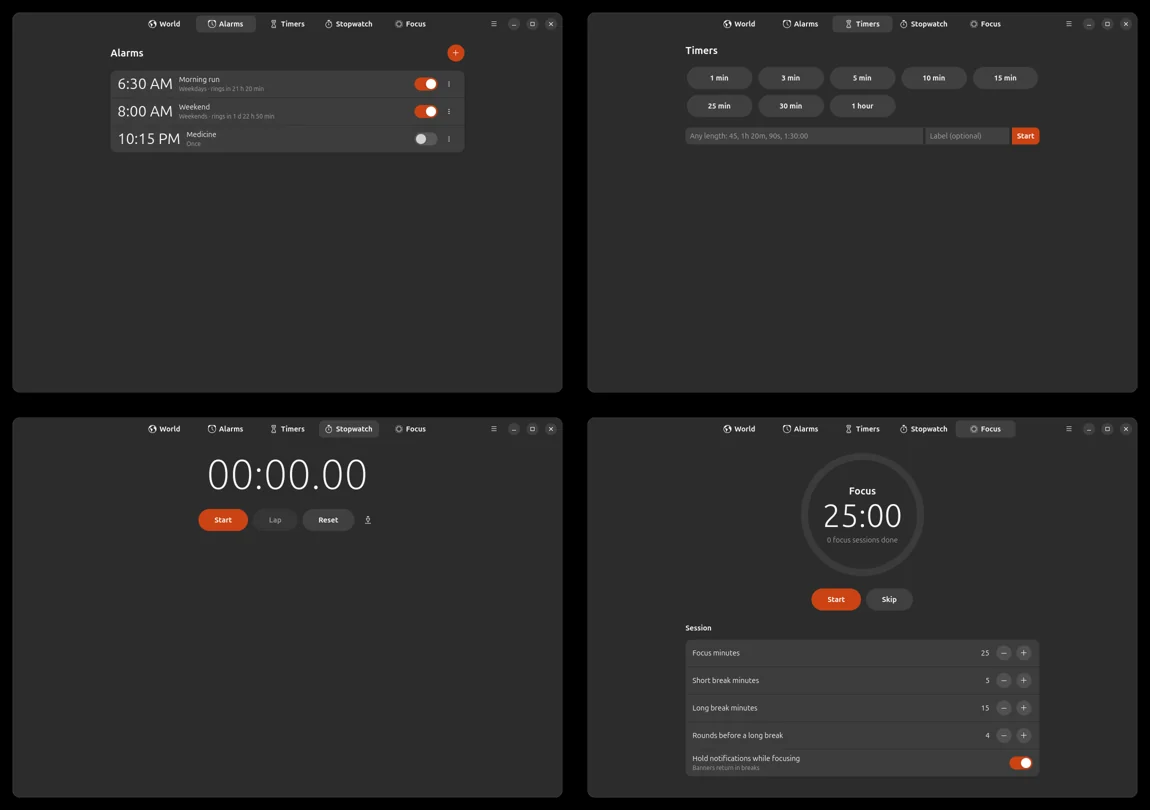 World Alarms Timers Stopwatch Focus
Alarms
+
6:30 AM Morning run
Weekdays · rings in 21 h 20 min
8:00 AM Weekend
Weekends · rings in 1 d 22 h 50 min
10:15 PM Medicine
Once
World Alarms Timers Stopwatch Focus
Timers
1 min 3 min 5 min 10 min 15 min
25 min 30 min 1 hour
Any length: 45, 1h 20m, 90s, 1:30:00 Label (optional) Start
World Alarms Timers Stopwatch Focus
00:00.00
Start Lap Reset
World Alarms Timers Stopwatch Focus
Focus
25:00
0 focus sessions done
Start Skip
Session
Focus minutes 25 − +
Short break minutes 5 − +
Long break minutes 15 − +
Rounds before a long break 4 − +
Hold notifications while focusing
Banners return in breaks